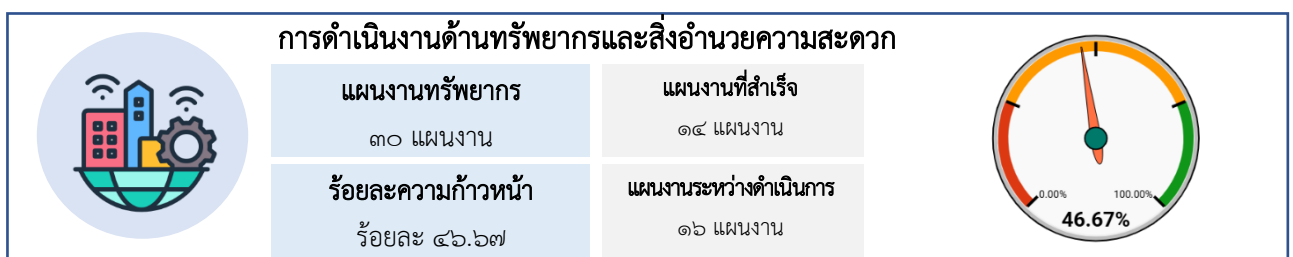 การดำเนินงานด้านทรัพยากรและสิ่งอำนวยความสะดวก
แผนงานทรัพยากร
๓๐ แผนงาน
แผนงานที่สำเร็จ
๑๔ แผนงาน
ร้อยละความก้าวหน้า
ร้อยละ ๔๖.๖๗
แผนงานระหว่างดำเนินการ
๑๖ แผนงาน
0.00% 100.00%
46.67%